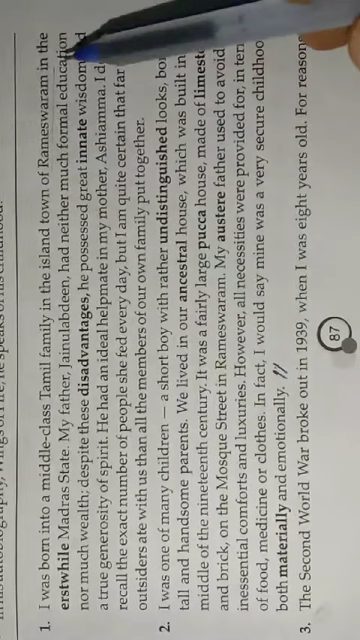 1. I was born into a middle-class Tamil family in the island town of Rameswaram in the
erstwhile Madras State. My father, Jainulabdeen, had neither much formal education
nor much wealth; despite these disadvantages, he possessed great innate wisdom
a true generosity of spirit. He had an ideal helpmate in my mother, Ashiamma. I
recall the exact number of people she fed every day, but I am quite certain that far
outsiders ate with us than all the members of our own family put together.
2. I was one of many children — a short boy with rather undistinguished looks,
tall and handsome parents. We lived in our ancestral house, which was built in
middle of the nineteenth century. It was a fairly large pucca house, made of
and brick, on the Mosque Street in Rameswaram. My austere father used to avoid
inessential comforts and luxuries. However, all necessities were provided for, in
of food, medicine or clothes. In fact, I would say mine was a very secure
both materially and emotionally. //
3. The Second World War broke out in 1939, when I was eight years old. For
87